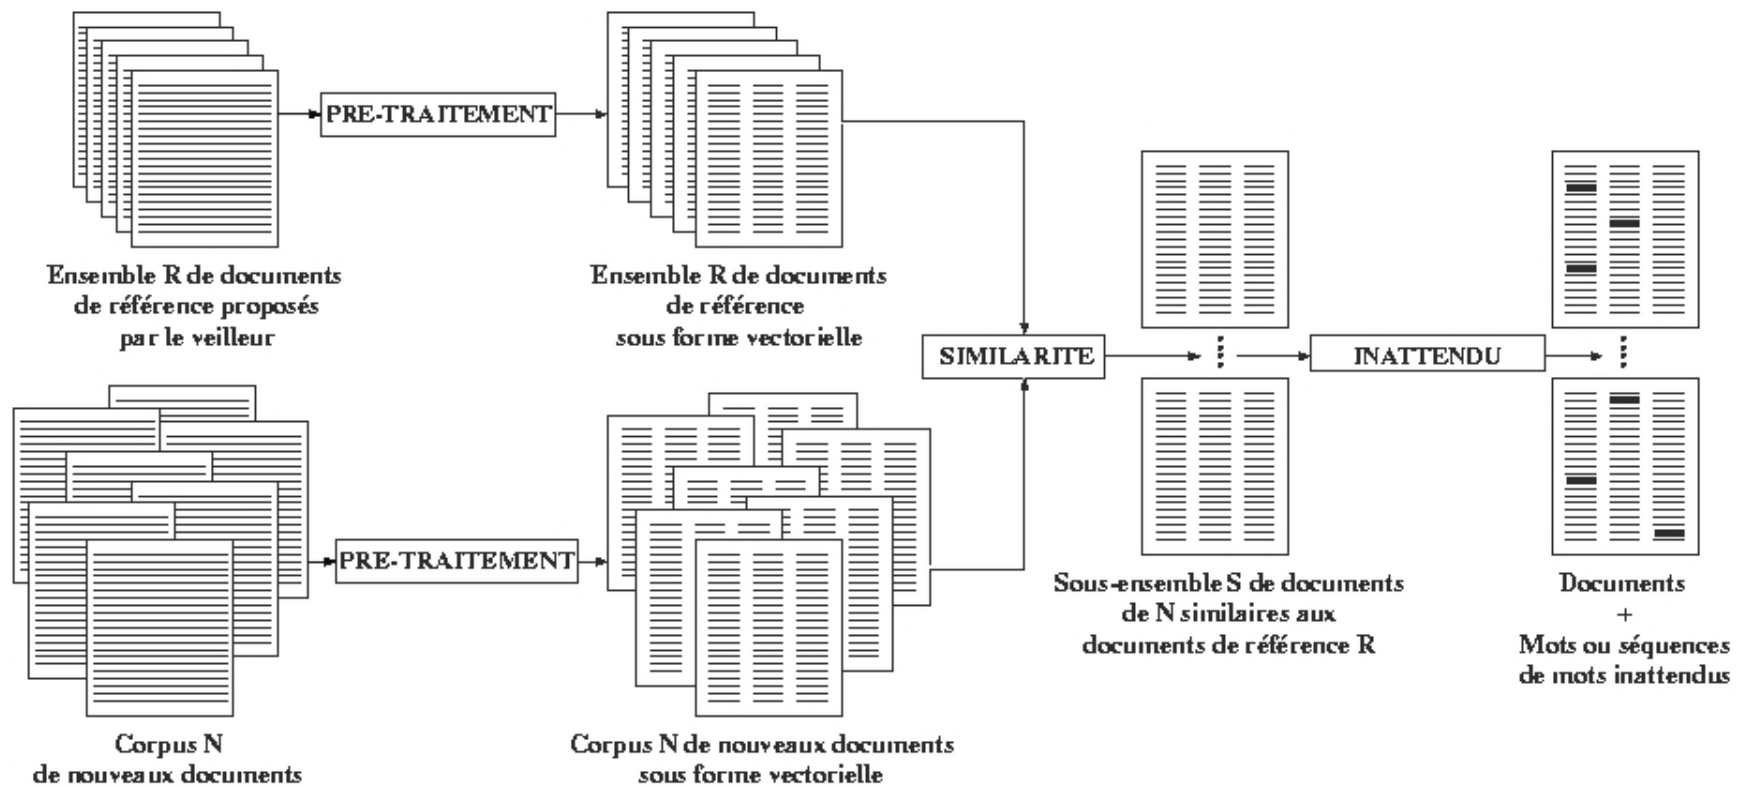 PRE-TRAITEMENT
Ensemble R de documents
de référence proposés
par le veilleur
Ensemble R de documents
de référence
sous forme vectorielle
SIMILARITE
INATTENDU
PRE-TRAITEMENT
Sous-ensemble S de documents
de N similaires aux
documents de référence R
Documents
+
Mots ou séquences
de mots inattendus
Corpus N
de nouveaux documents
Corpus N de nouveaux documents
sous forme vectorielle